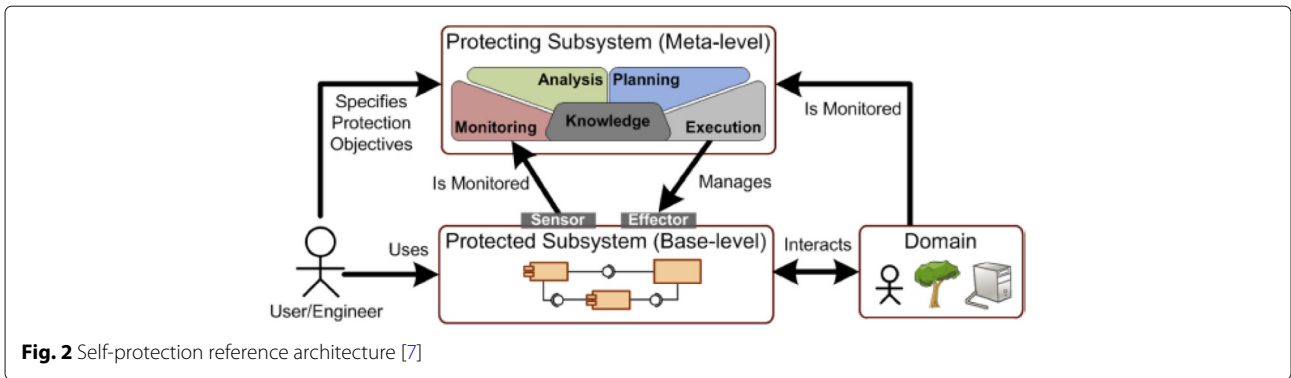 Protecting Subsystem (Meta-level)
Analysis Planning
Monitoring Knowledge Execution
Specifies
Protection
Objectives
Is Monitored
Is Monitored
Manages
Sensor Effector
Uses
Protected Subsystem (Base-level)
Interacts
Domain
User/Engineer
Fig. 2 Self-protection reference architecture [7]